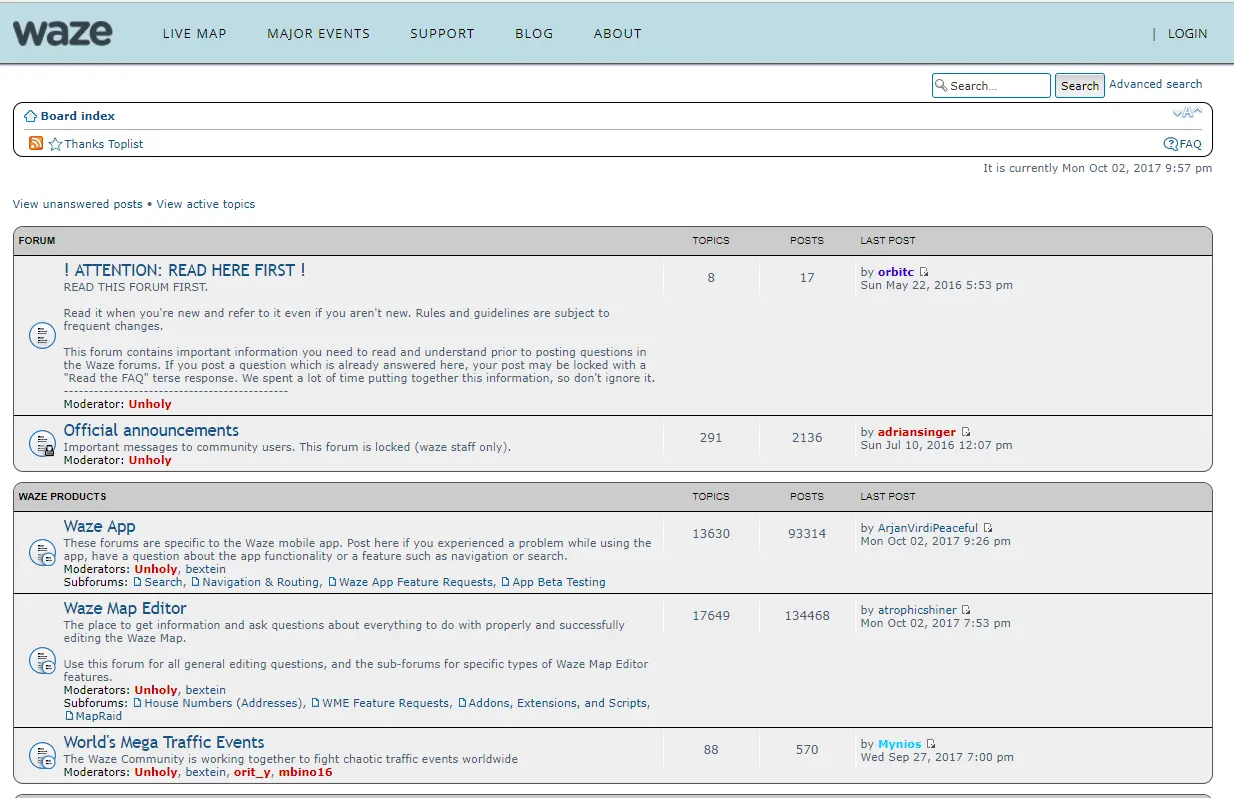 waze LIVE MAP MAJOR EVENTS SUPPORT BLOG ABOUT | LOGIN
Search... Search Advanced search
Board index A
Thanks Toplist FAQ
It is currently Mon Oct 02, 2017 9:57 pm
View unanswered posts • View active topics
FORUM TOPICS POSTS LAST POST
! ATTENTION: READ HERE FIRST ! 8 17 by orbitc
READ THIS FORUM FIRST. Sun May 22, 2016 5:53 pm
Read it when you're new and refer to it even if you aren't new. Rules and guidelines are subject to
frequent changes.
This forum contains important information you need to read and understand prior to posting questions in
the Waze forums. If you post a question which is already answered here, your post may be locked with a
"Read the FAQ" terse response. We spent a lot of time putting together this information, so don't ignore it.
---------------------------------------------
Moderator: Unholy
Official announcements 291 2136 by adriansinger
Important messages to community users. This forum is locked (waze staff only). Sun Jul 10, 2016 12:07 pm
Moderator: Unholy
WAZE PRODUCTS TOPICS POSTS LAST POST
Waze App 13630 93314 by ArjanVirdiPeaceful
These forums are specific to the Waze mobile app. Post here if you experienced a problem while using the Mon Oct 02, 2017 9:26 pm
app, have a question about the app functionality or a feature such as navigation or search.
Moderators: Unholy, bextein
Subforums: Search, Navigation & Routing, Waze App Feature Requests, App Beta Testing
Waze Map Editor 17649 134468 by atrophicshiner
The place to get information and ask questions about everything to do with properly and successfully Mon Oct 02, 2017 7:53 pm
editing the Waze Map.
Use this forum for all general editing questions, and the sub-forums for specific types of Waze Map Editor
features.
Moderators: Unholy, bextein
Subforums: House Numbers (Addresses), WME Feature Requests, Addons, Extensions, and Scripts,
MapRaid
World's Mega Traffic Events 88 570 by Mynios
The Waze Community is working together to fight chaotic traffic events worldwide Wed Sep 27, 2017 7:00 pm
Moderators: Unholy, bextein, orit_y, mbino16